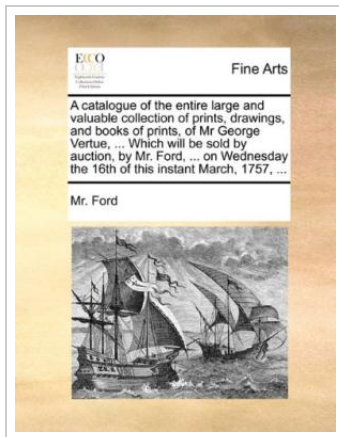 ECCO
Fine Arts
A catalogue of the entire large and
valuable collection of prints, drawings,
and books of prints, of Mr George
Vertue, ... Which will be sold by
auction, by Mr. Ford, ... on Wednesday
the 16th of this instant March, 1757, ...
Mr. Ford